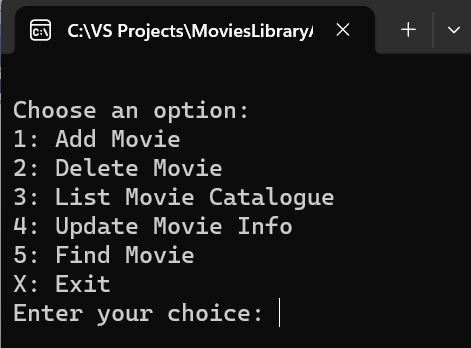 C:\VS Projects\MoviesLibrary
Choose an option:
1: Add Movie
2: Delete Movie
3: List Movie Catalogue
4: Update Movie Info
5: Find Movie
X: Exit
Enter your choice: